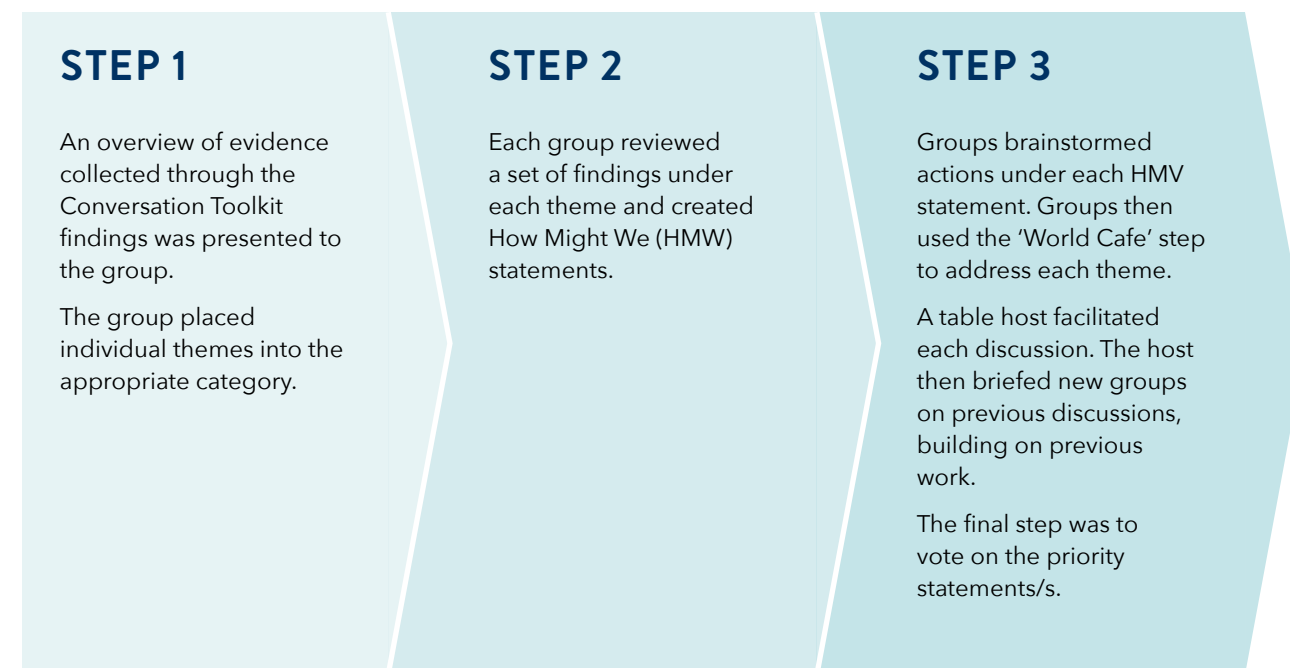 STEP 1
An overview of evidence
collected through the
Conversation Toolkit
findings was presented to
the group.
The group placed
individual themes into the
appropriate category.
STEP 2
Each group reviewed
a set of findings under
each theme and created
How Might We (HMW)
statements.
STEP 3
Groups brainstormed
actions under each HMV
statement. Groups then
used the ‘World Cafe’ step
to address each theme.
A table host facilitated
each discussion. The host
then briefed new groups
on previous discussions,
building on previous
work.
The final step was to
vote on the priority
statements/s.